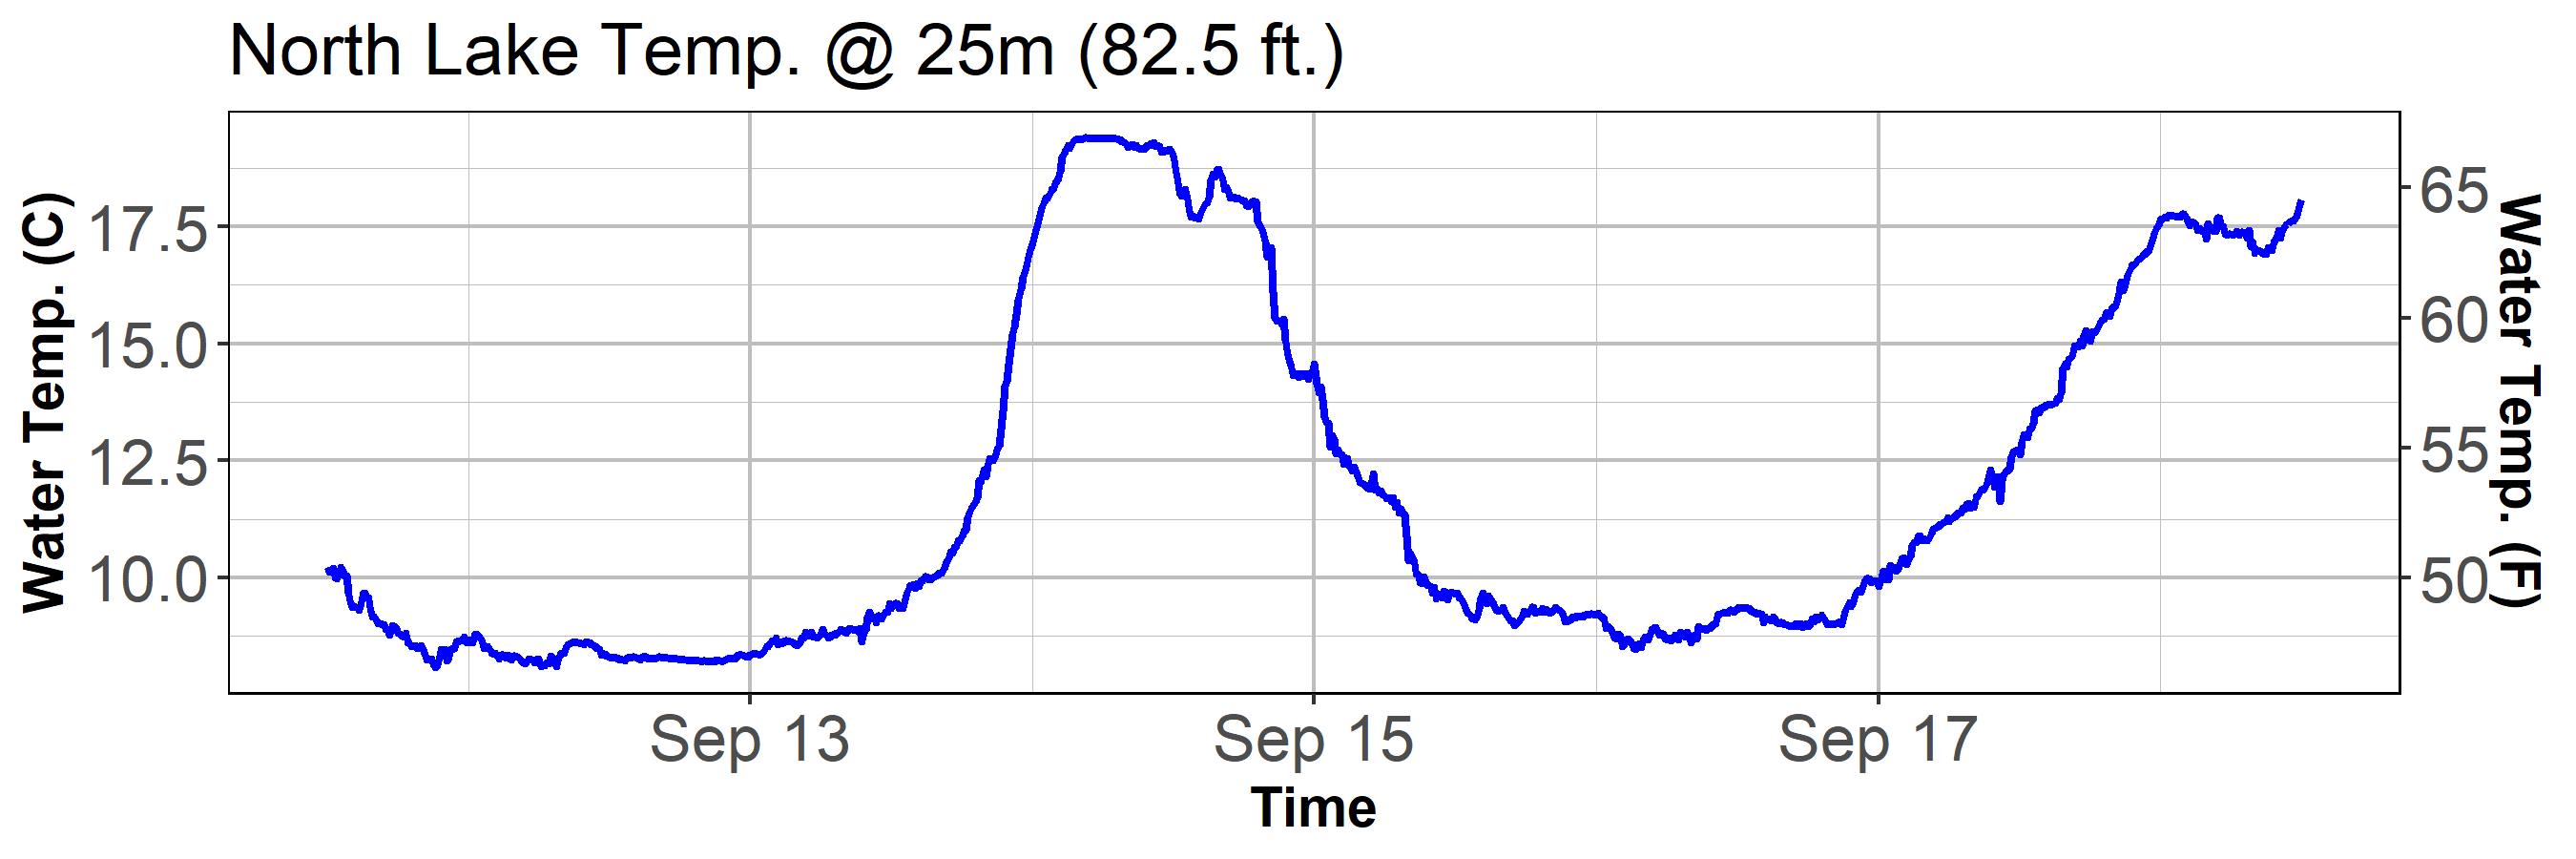 North Lake Temp. @ 25m (82.5 ft.)
Water Temp. (C)
17.5
15.0
12.5
10.0
65
60
55
50
Water Temp. (F)
Sep 13
Sep 15
Sep 17
Time